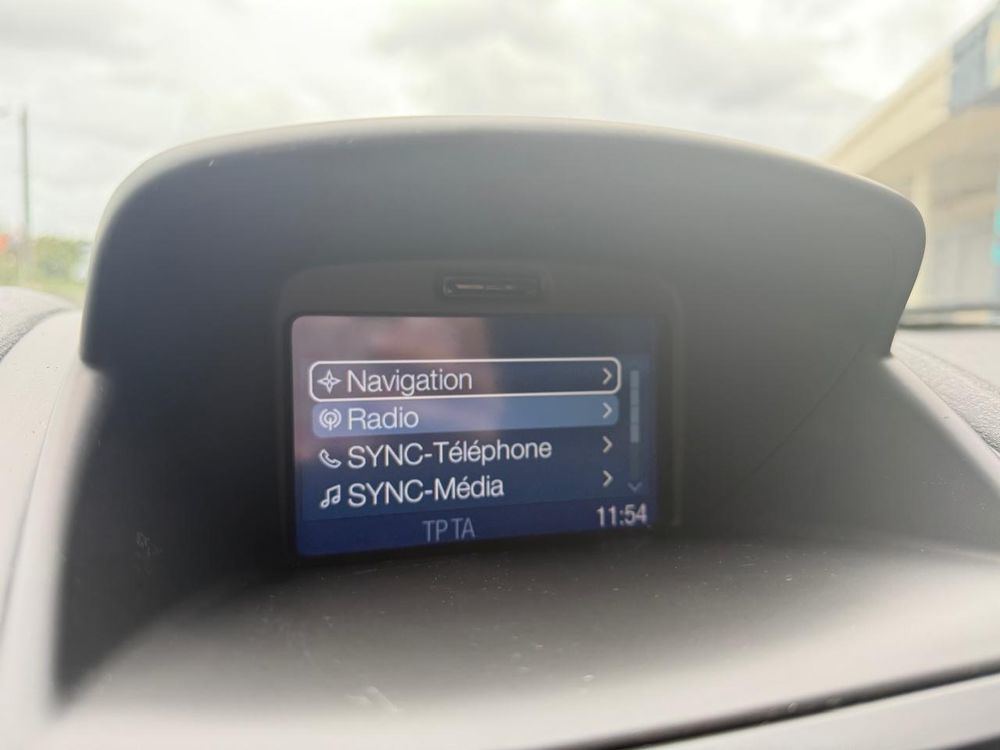 Navigation
Radio
SYNC-Téléphone
SYNC-Média
TP TA
11:54